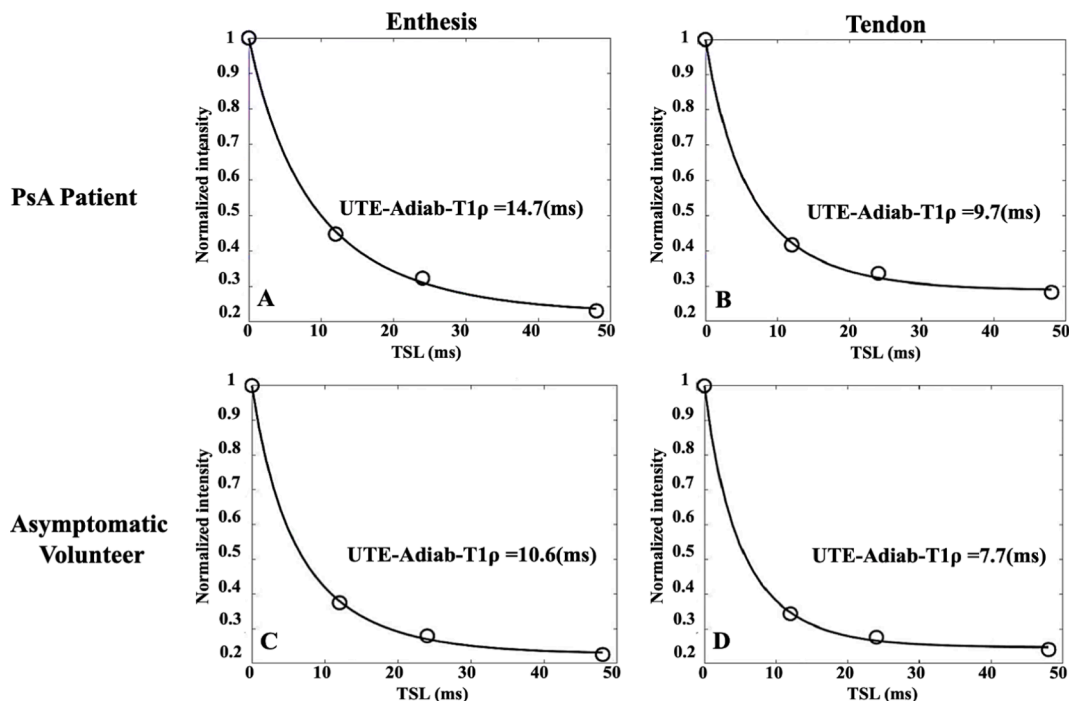 Enthesis
Tendon
PsA Patient
Normalized intensity
1
0.9
0.8
0.7
0.6
0.5
0.4
0.3
0.2
UTE-Adiab-T1ρ =14.7(ms)
A
0 10 20 30 40 50
TSL (ms)
Normalized intensity
1
0.9
0.8
0.7
0.6
0.5
0.4
0.3
0.2
UTE-Adiab-T1ρ =9.7(ms)
B
0 10 20 30 40 50
TSL (ms)
Asymptomatic
Volunteer
Normalized intensity
1
0.9
0.8
0.7
0.6
0.5
0.4
0.3
0.2
UTE-Adiab-T1ρ =10.6(ms)
C
0 10 20 30 40 50
TSL (ms)
Normalized intensity
1
0.9
0.8
0.7
0.6
0.5
0.4
0.3
0.2
UTE-Adiab-T1ρ =7.7(ms)
D
0 10 20 30 40 50
TSL (ms)